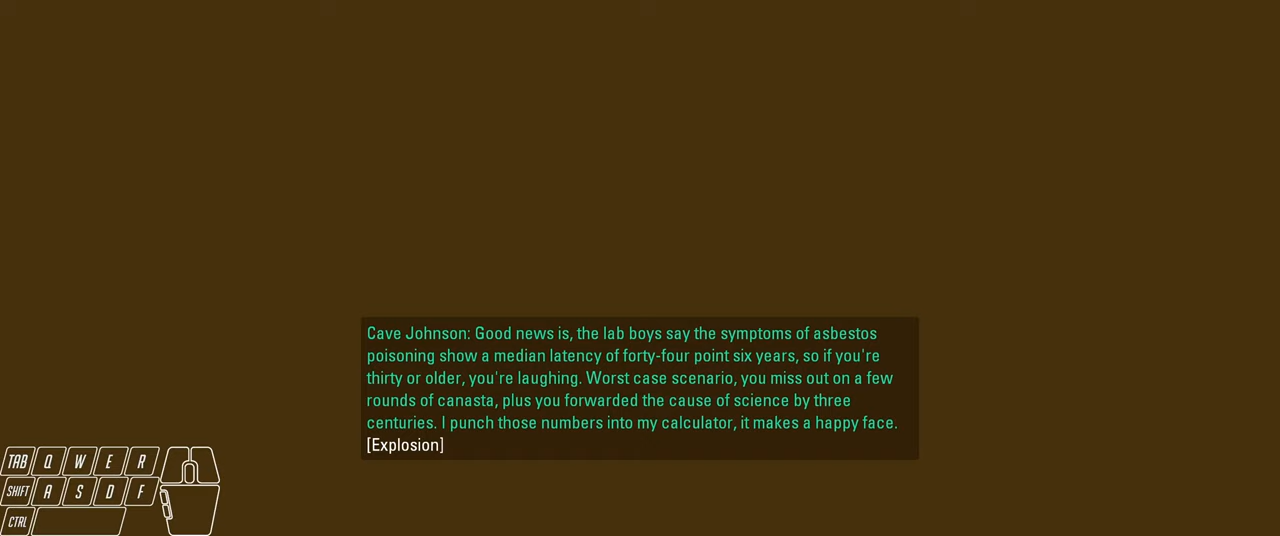 Cave Johnson: Good news is, the lab boys say the symptoms of asbestos
poisoning show a median latency of forty-four point six years, so if you're
thirty or older, you're laughing. Worst case scenario, you miss out on a few
rounds of canasta, plus you forwarded the cause of science by three
centuries. I punch those numbers into my calculator, it makes a happy face.
[Explosion]
TAB Q W E R
SHIFT A S D F
CTRL